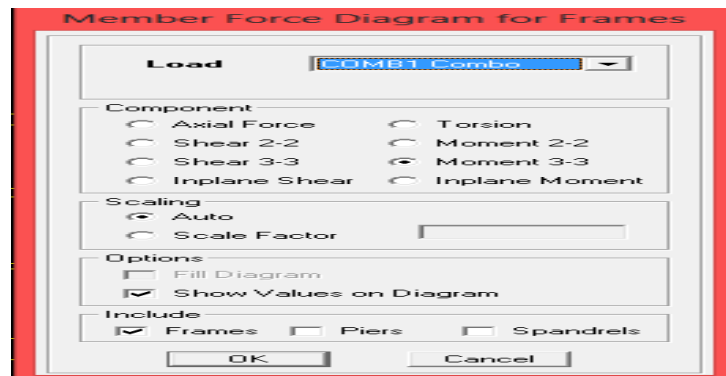 Member Force Diagram for Frames
Load COMB1 Combo
Component
Axial Force Torsion
Shear 2-2 Moment 2-2
Shear 3-3 Moment 3-3
Inplane Shear Inplane Moment
Scaling
Auto
Scale Factor
Options
Fill Diagram
Show Values on Diagram
Include
Frames Piers Spandrels
OK Cancel